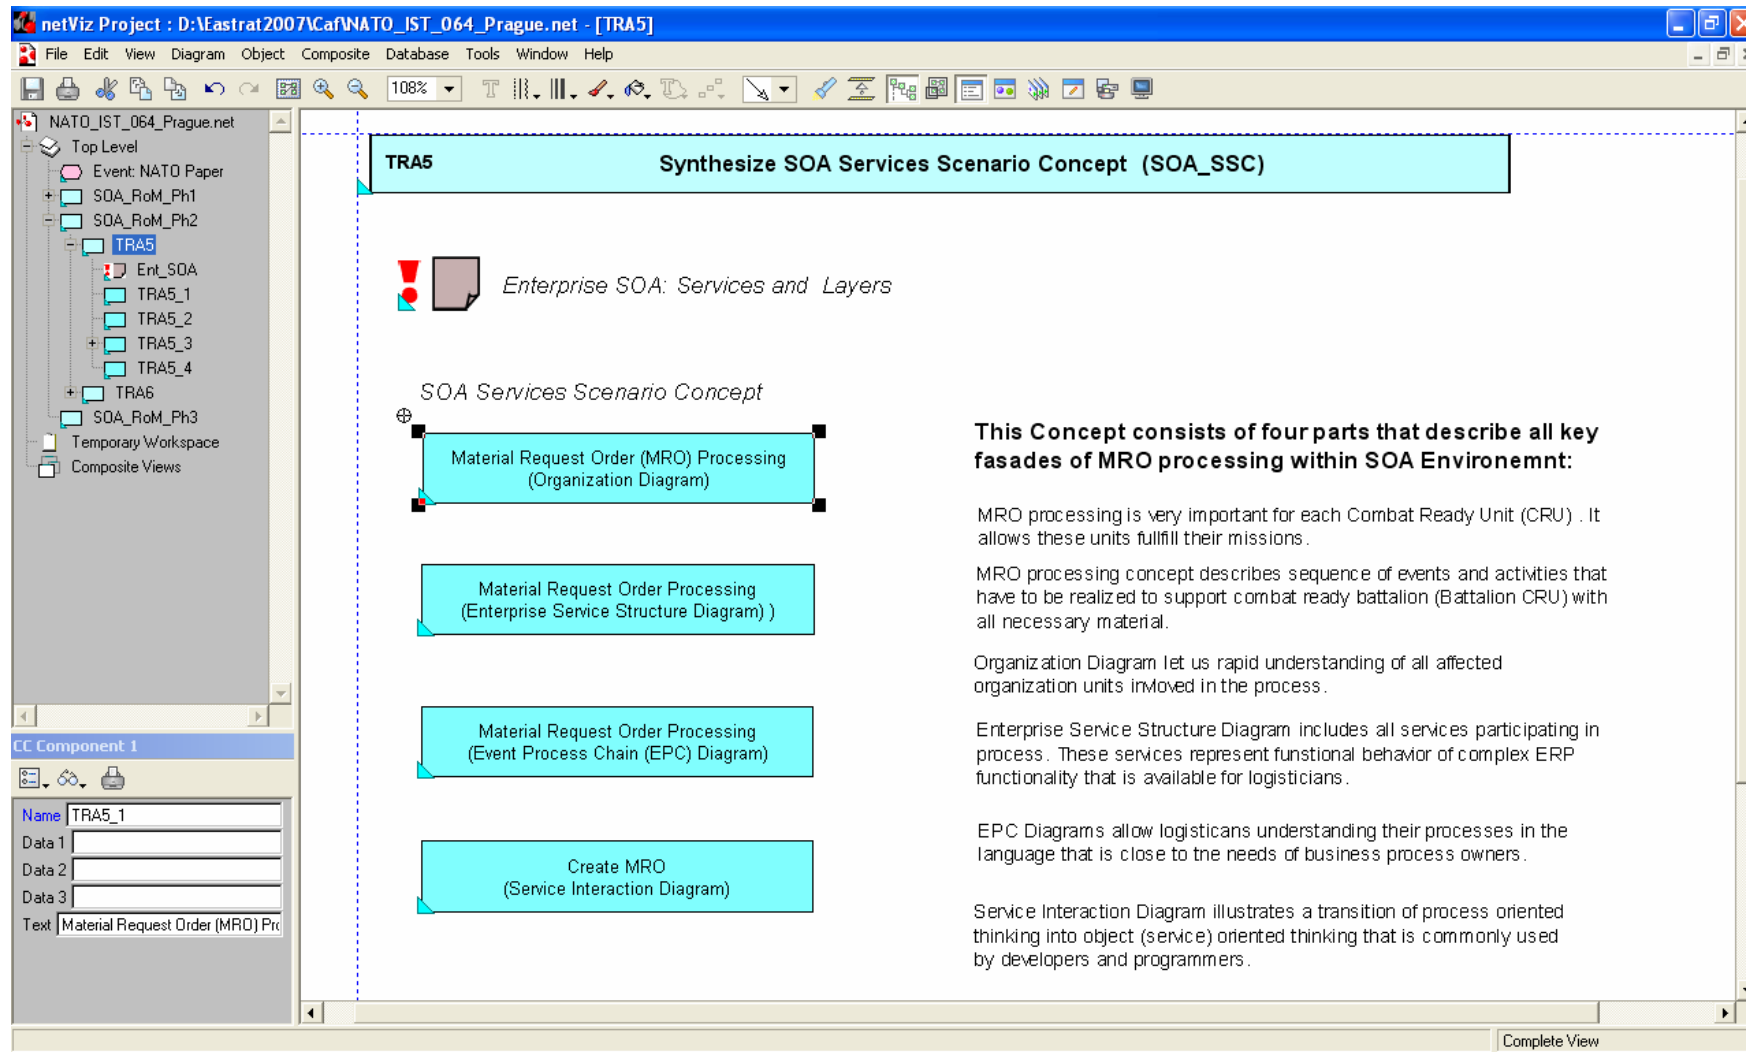 netViz Project : D:\Eastrat2007\Caf\NATO_IST_064_Prague.net - [TRA5]
File Edit View Diagram Object Composite Database Tools Window Help
108%
NATO_IST_064_Prague.net
Top Level
Event: NATO Paper
SOA_RoM_Ph1
SOA_RoM_Ph2
TRA5
Ent_SOA
TRA5_1
TRA5_2
TRA5_3
TRA5_4
TRA6
SOA_RoM_Ph3
Temporary Workspace
Composite Views
CC Component 1
Name TRA5_1
Data 1
Data 2
Data 3
Text Material Request Order (MRO) Pro
TRA5 Synthesize SOA Services Scenario Concept (SOA_SSC)
Enterprise SOA: Services and Layers
SOA Services Scenario Concept
Material Request Order (MRO) Processing
(Organization Diagram)
Material Request Order Processing
(Enterprise Service Structure Diagram) )
Material Request Order Processing
(Event Process Chain (EPC) Diagram)
Create MRO
(Service Interaction Diagram)
This Concept consists of four parts that describe all key
fasades of MRO processing within SOA Environemnt:
MRO processing is very important for each Combat Ready Unit (CRU) . It
allows these units fullfill their missions.
MRO processing concept describes sequence of events and activities that
have to be realized to support combat ready battalion (Battalion CRU) with
all necessary material.
Organization Diagram let us rapid understanding of all affected
organization units involved in the process.
Enterprise Service Structure Diagram includes all services participating in
process. These services represent funstional behavior of complex ERP
functionality that is available for logisticians.
EPC Diagrams allow logisticans understanding their processes in the
language that is close to tne needs of business process owners.
Service Interaction Diagram illustrates a transition of process oriented
thinking into object (service) oriented thinking that is commonly used
by developers and programmers.
Complete View